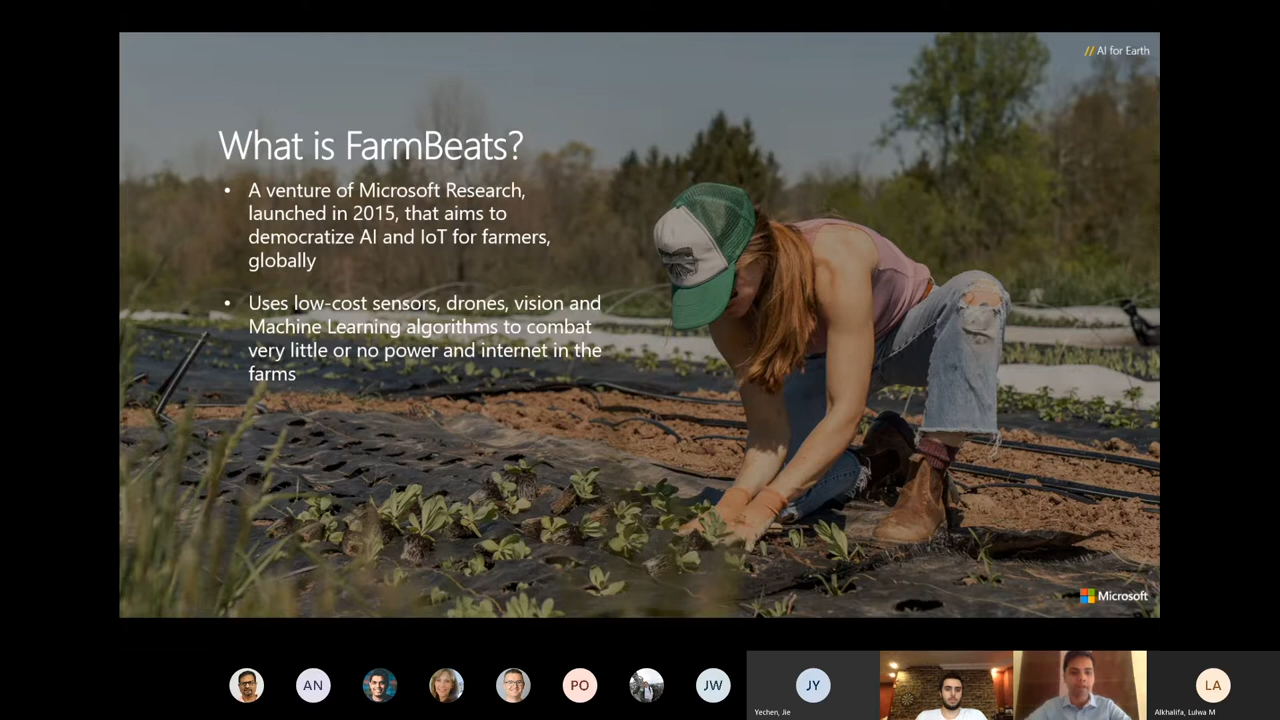 // AI for Earth
What is FarmBeats?
• A venture of Microsoft Research,
launched in 2015, that aims to
democratize AI and IoT for farmers,
globally
• Uses low-cost sensors, drones, vision and
Machine Learning algorithms to combat
very little or no power and internet in the
farms
Microsoft
AN
PO
JW
JY
LA
Yechen, Jie
Alkhalifa, Lulwa M